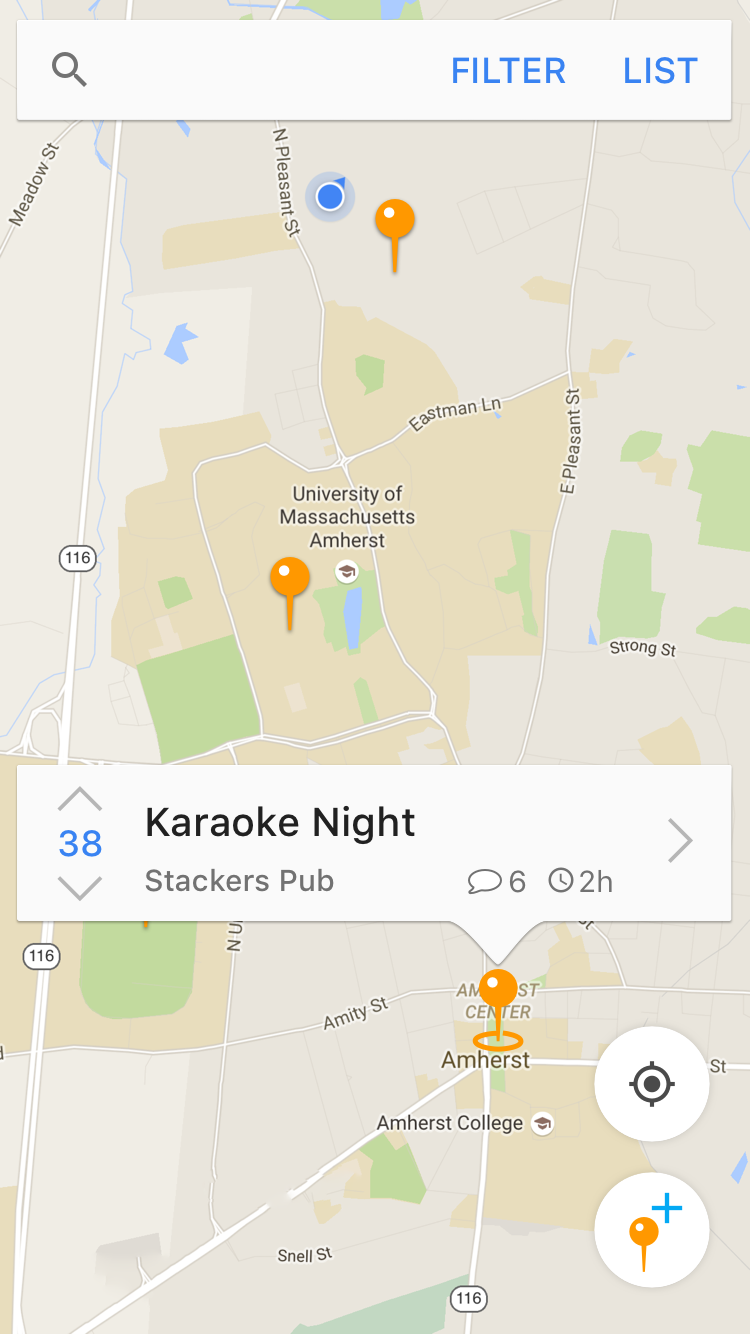 FILTER LIST
Meadow St
N Pleasant St
Eastman Ln
E Pleasant St
University of
Massachusetts
Amherst
116
Strong St
38
Karaoke Night
Stackers Pub
6
2h
116
Amity St
CENTER
Amherst
St
Amherst College
Snell St
116